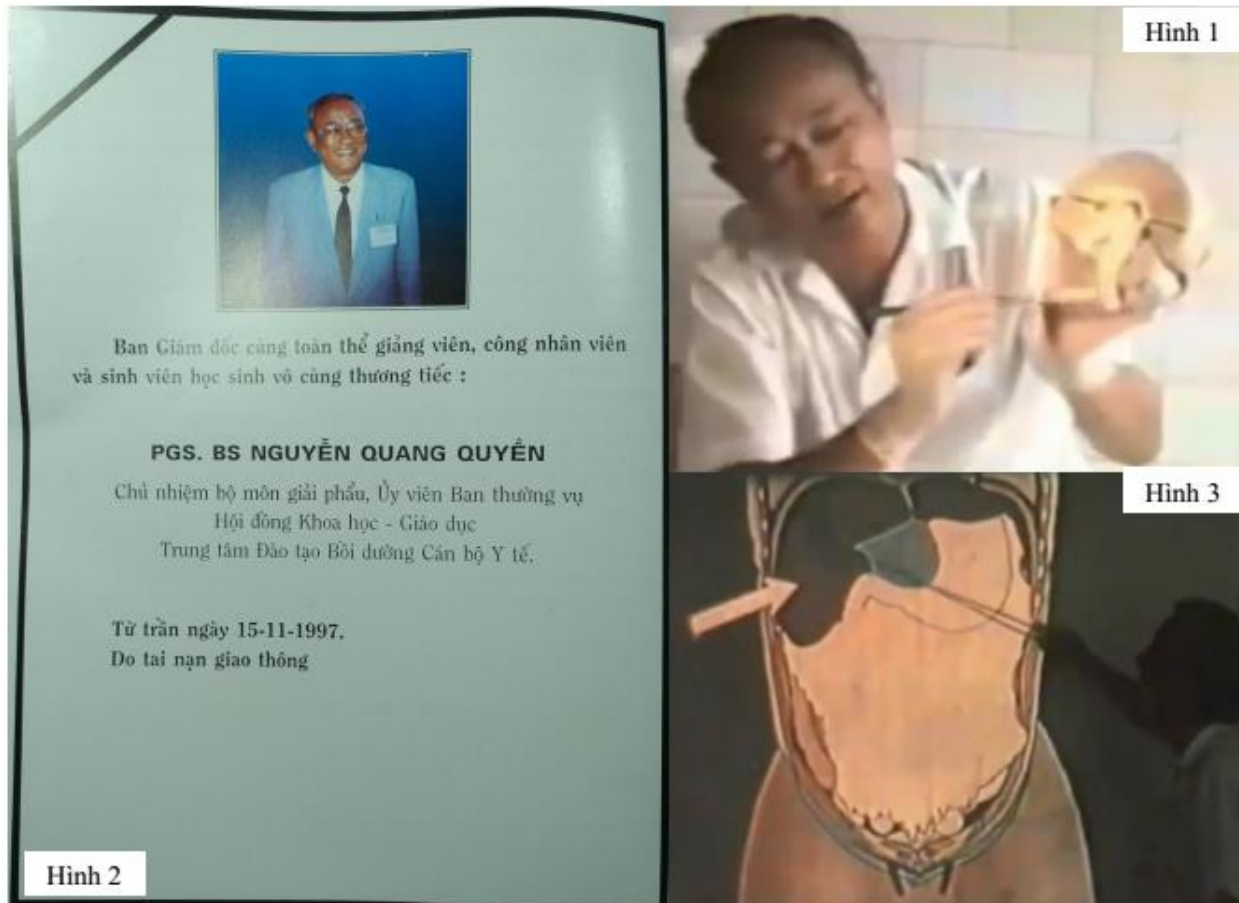 Ban Giám đốc cùng toàn thể giảng viên, công nhân viên
và sinh viên học sinh vô cùng thương tiếc :
PGS. BS NGUYỄN QUANG QUYỀN
Chủ nhiệm bộ môn giải phẩu, Ủy viên Ban thường vụ
Hội đồng Khoa học - Giáo dục
Trung tâm Đào tạo Bồi dưỡng Cán bộ Y tế.
Từ trần ngày 15-11-1997.
Do tai nạn giao thông
Hình 2
Hình 1
Hình 3